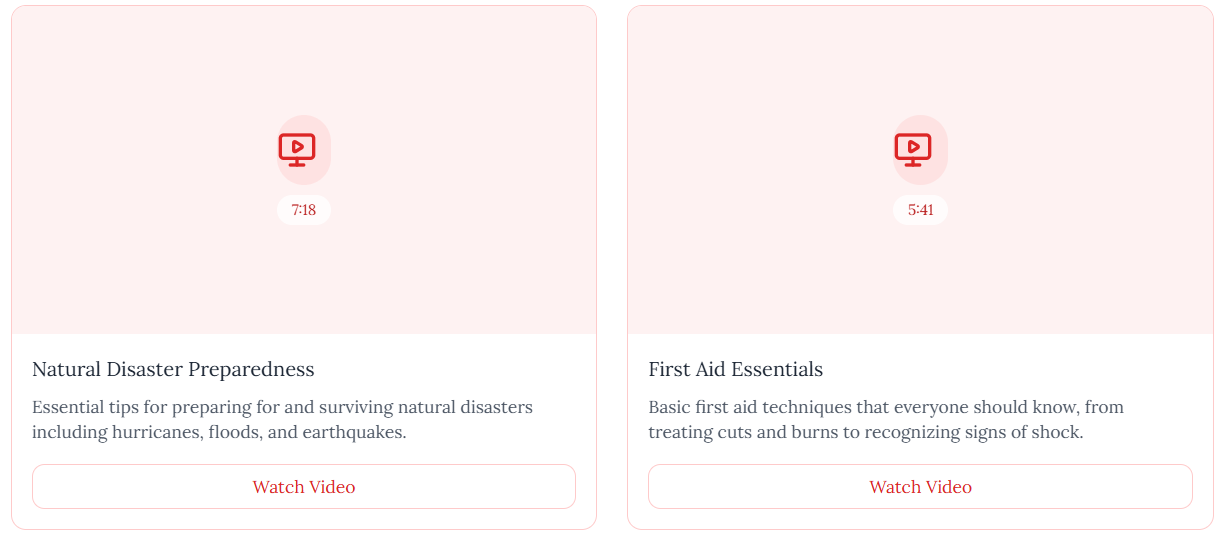 7:18
Natural Disaster Preparedness
Essential tips for preparing for and surviving natural disasters
including hurricanes, floods, and earthquakes.
Watch Video
5:41
First Aid Essentials
Basic first aid techniques that everyone should know, from
treating cuts and burns to recognizing signs of shock.
Watch Video